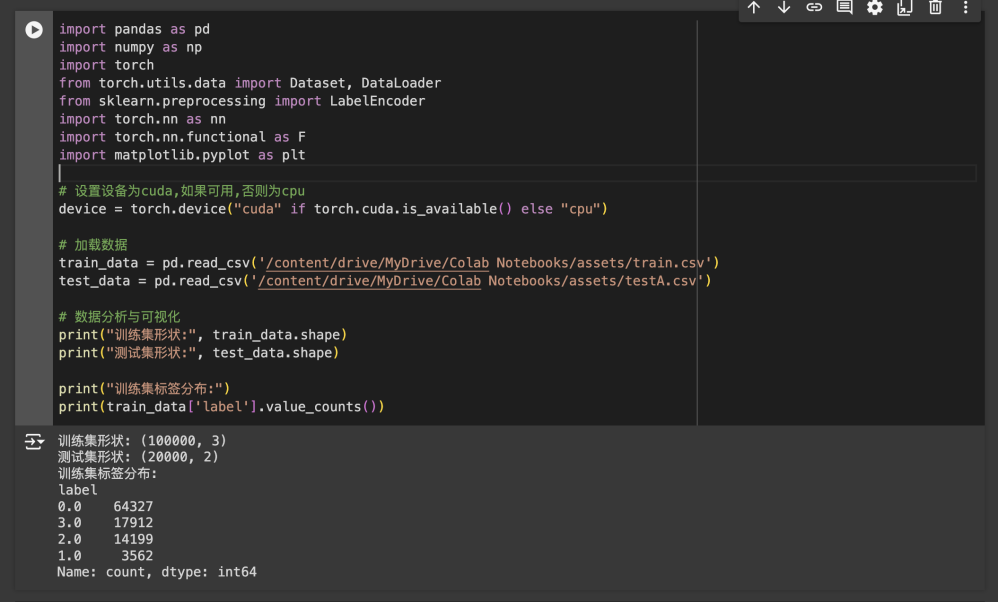 import pandas as pd
import numpy as np
import torch
from torch.utils.data import Dataset, DataLoader
from sklearn.preprocessing import LabelEncoder
import torch.nn as nn
import torch.nn.functional as F
import matplotlib.pyplot as plt
# 设置设备为cuda,如果可用,否则为cpu
device = torch.device("cuda" if torch.cuda.is_available() else "cpu")
# 加载数据
train_data = pd.read_csv('/content/drive/MyDrive/Colab Notebooks/assets/train.csv')
test_data = pd.read_csv('/content/drive/MyDrive/Colab Notebooks/assets/testA.csv')
# 数据分析与可视化
print("训练集形状:", train_data.shape)
print("测试集形状:", test_data.shape)
print("训练集标签分布:")
print(train_data['label'].value_counts())
训练集形状: (100000, 3)
测试集形状: (20000, 2)
训练集标签分布:
label
0.0    64327
3.0    17912
2.0    14199
1.0     3562
Name: count, dtype: int64